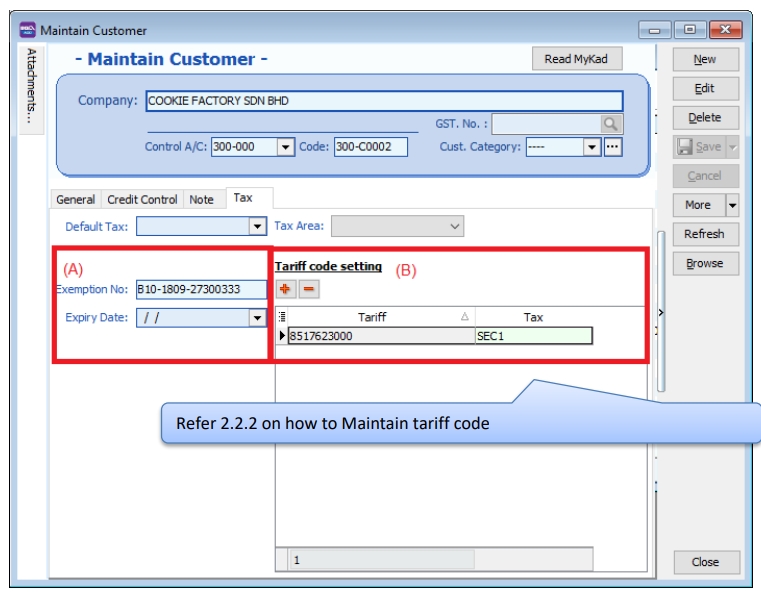 Maintain Customer
Attachments...
- Maintain Customer -
Read MyKad
New
Company: COOKIE FACTORY SDN BHD
Edit
GST. No. :
Delete
Control A/C: 300-000 Code: 300-C0002 Cust. Category: ----
Save
Cancel
General Credit Control Note Tax
More
Default Tax: Tax Area:
Refresh
(A)
Tariff code setting (B)
Browse
Exemption No: B10-1809-27300333
Expiry Date: / /
Tariff Tax
8517623000 SEC1
Refer 2.2.2 on how to Maintain tariff code
1
Close